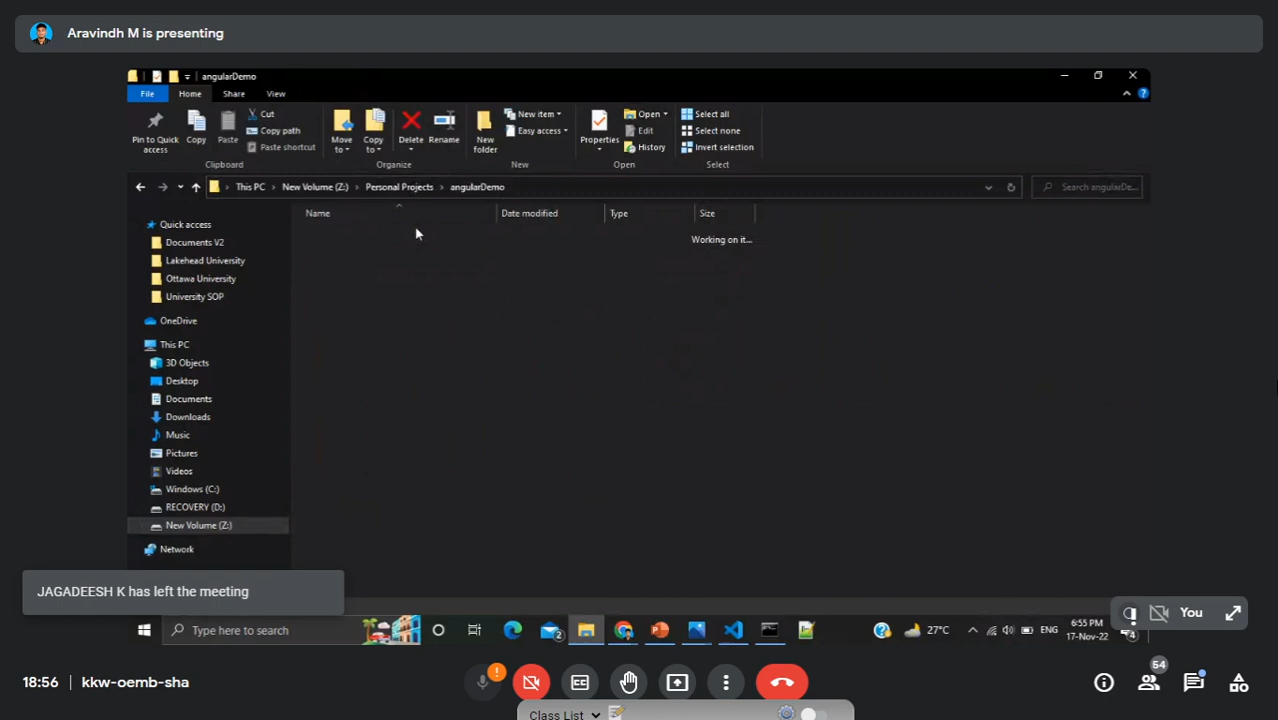 Aravindh M is presenting
angularDemo
File Home Share View
Pin to Quick access
Copy
Paste
Cut
Copy path
Paste shortcut
Clipboard
Move to
Copy to
Delete
Rename
Organize
New folder
New item
Easy access
New
Properties
Open
Edit
History
Open
Select all
Select none
Invert selection
Select
This PC › New Volume (Z:) › Personal Projects › angularDemo
Search angularDe...
Name Date modified Type Size
Working on it...
Quick access
Documents V2
Lakehead University
Ottawa University
University SOP
OneDrive
This PC
3D Objects
Desktop
Documents
Downloads
Music
Pictures
Videos
Windows (C:)
RECOVERY (D:)
New Volume (Z:)
Network
JAGADEESH K has left the meeting
You
Type here to search
2
27°C
ENG
6:55 PM
17-Nov-22
4
18:56 | kkw-oemb-sha
54
Class List